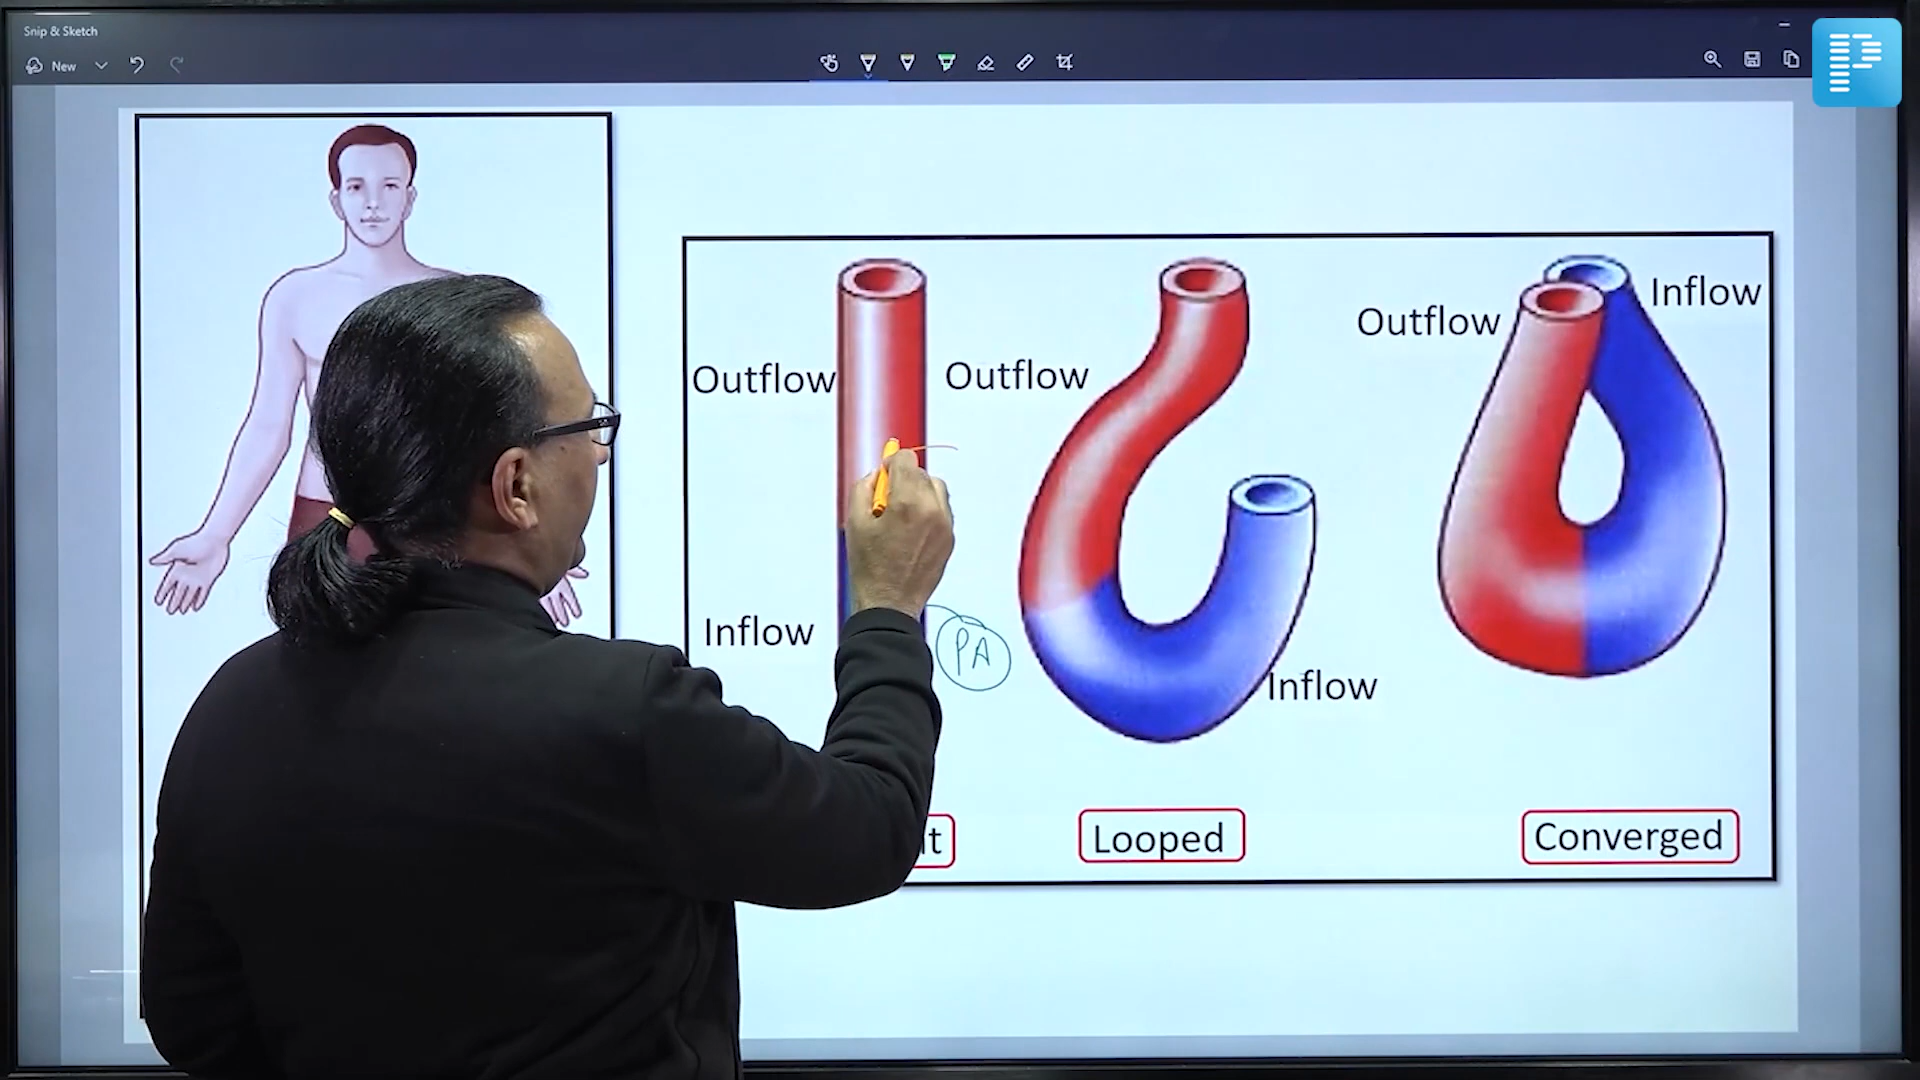 Snip & Sketch
New
Outflow
Inflow
Outflow
Inflow
Outflow
Inflow
PA
Looped
Converged